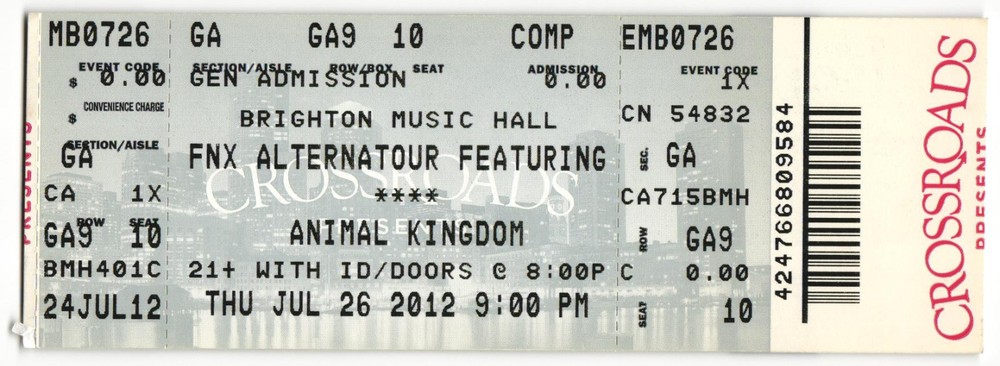 MB0726 GA GA9 10 COMP EMB0726
EVENT CODE SECTION/AISLE ROW/BOX SEAT ADMISSION EVENT CODE
$ 0.00 GEN ADMISSION 0.00 1X
CONVENIENCE CHARGE
$
BRIGHTON MUSIC HALL CN 54832
SECTION/AISLE
GA FNX ALTERNATOUR FEATURING SEC. GA
CROSSROADS
PRESENTS
CA 1X **** CA715BMH
ROW SEAT
GA9 10 ANIMAL KINGDOM ROW GA9
BMH401C 21+ WITH ID/DOORS @ 8:00P C 0.00
24JUL12 THU JUL 26 2012 9:00 PM SEAT 10
424766809584
CROSSROADS
PRESENTS
PRESENTS